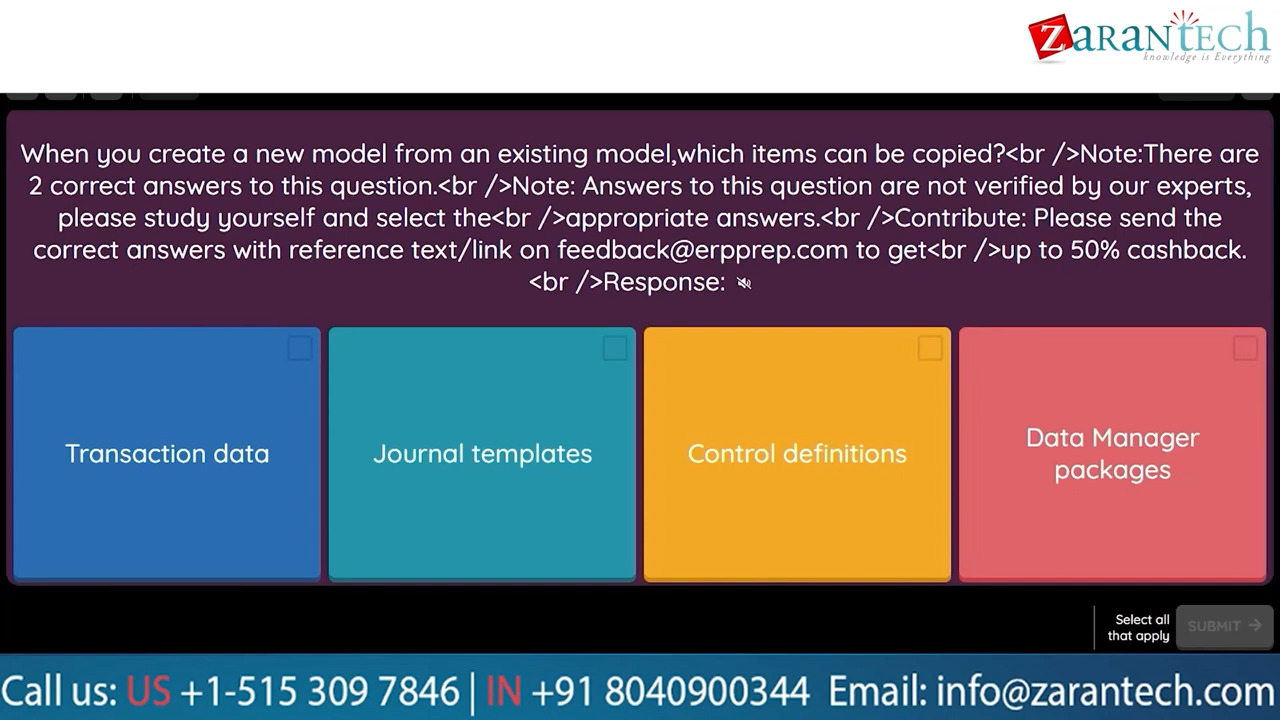 ZARANTECH
knowledge is Everything
When you create a new model from an existing model,which items can be copied?<br />Note:There are
2 correct answers to this question.<br />Note: Answers to this question are not verified by our experts,
please study yourself and select the<br />appropriate answers.<br />Contribute: Please send the
correct answers with reference text/link on feedback@erpprep.com to get<br />up to 50% cashback.
<br />Response:
Transaction data
Journal templates
Control definitions
Data Manager
packages
Select all
that apply
SUBMIT
Call us: US +1-515 309 7846 | IN +91 8040900344 Email: info@zarantech.com